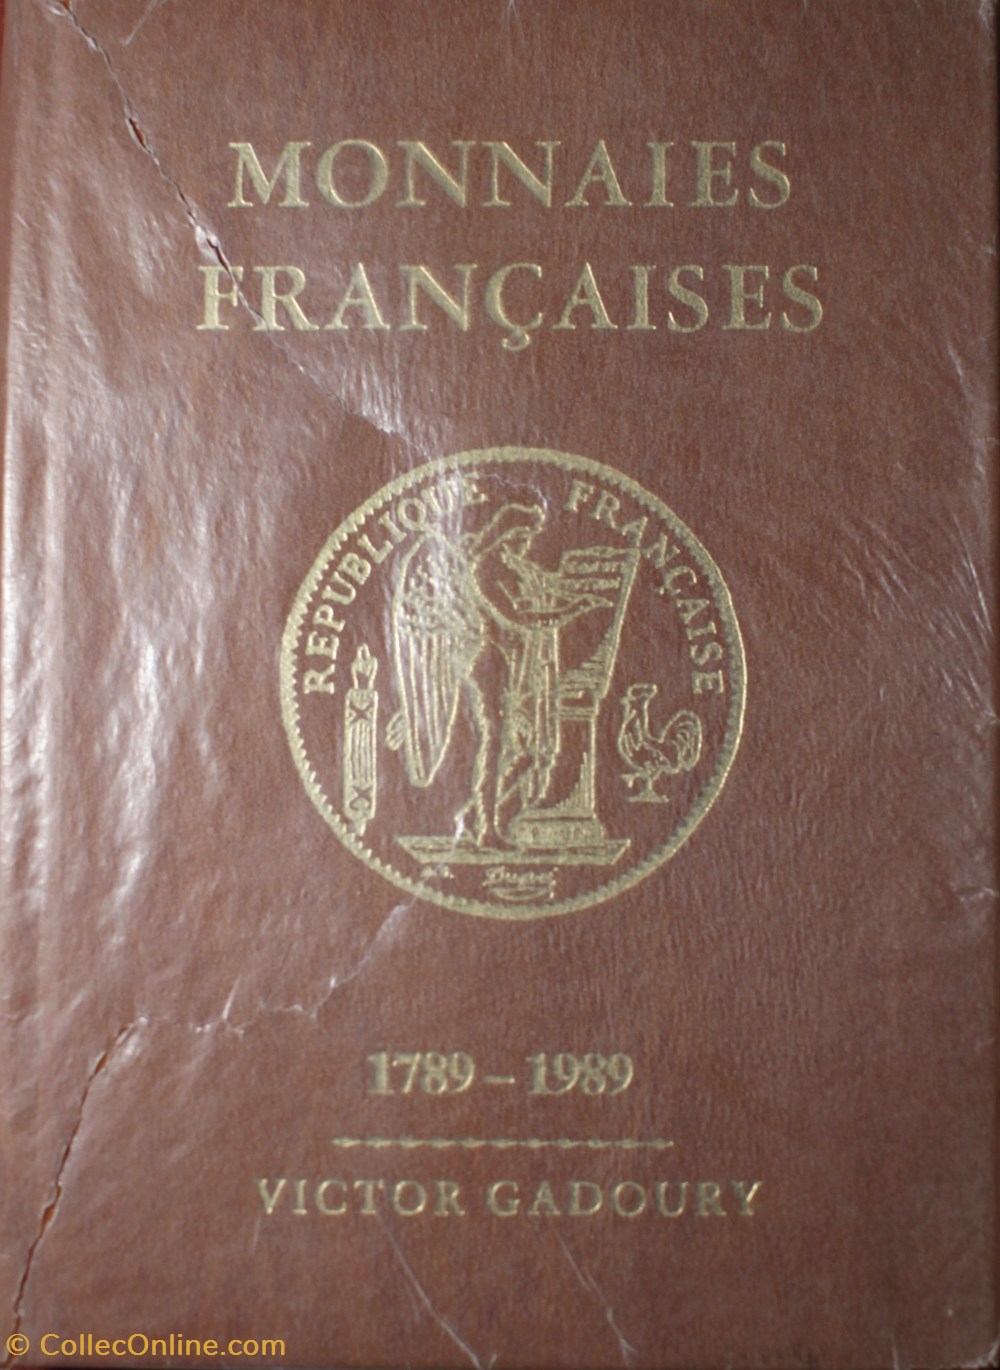 MONNAIES
FRANÇAISES
REPUBLIQUE FRANÇAISE
1789 – 1989
VICTOR GADOURY
© CollecOnline.com